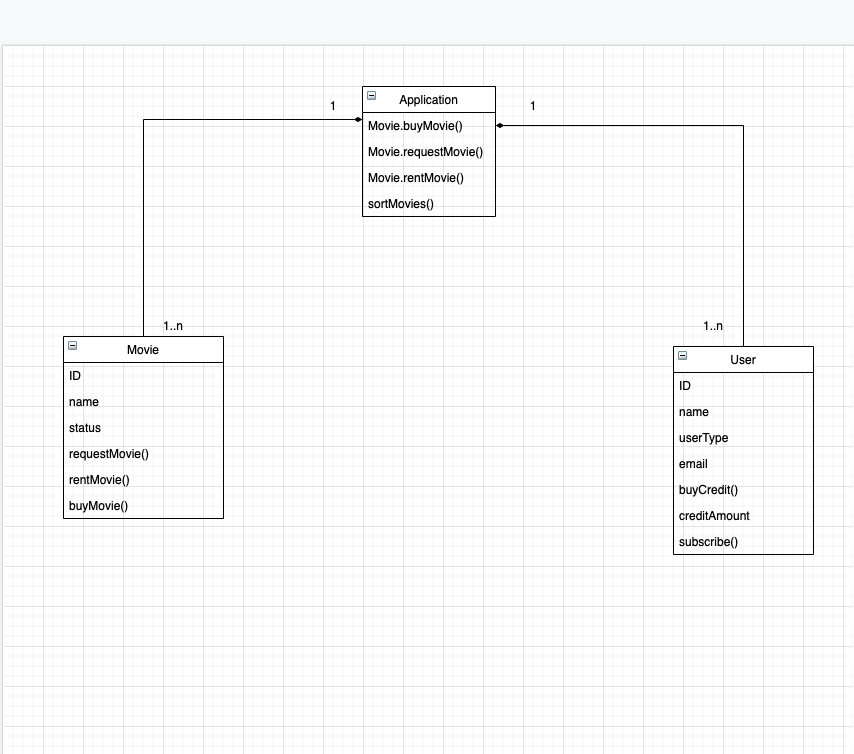 Application
1
1
Movie.buyMovie()
Movie.requestMovie()
Movie.rentMovie()
sortMovies()
1..n
1..n
Movie
ID
name
status
requestMovie()
rentMovie()
buyMovie()
User
ID
name
userType
email
buyCredit()
creditAmount
subscribe()